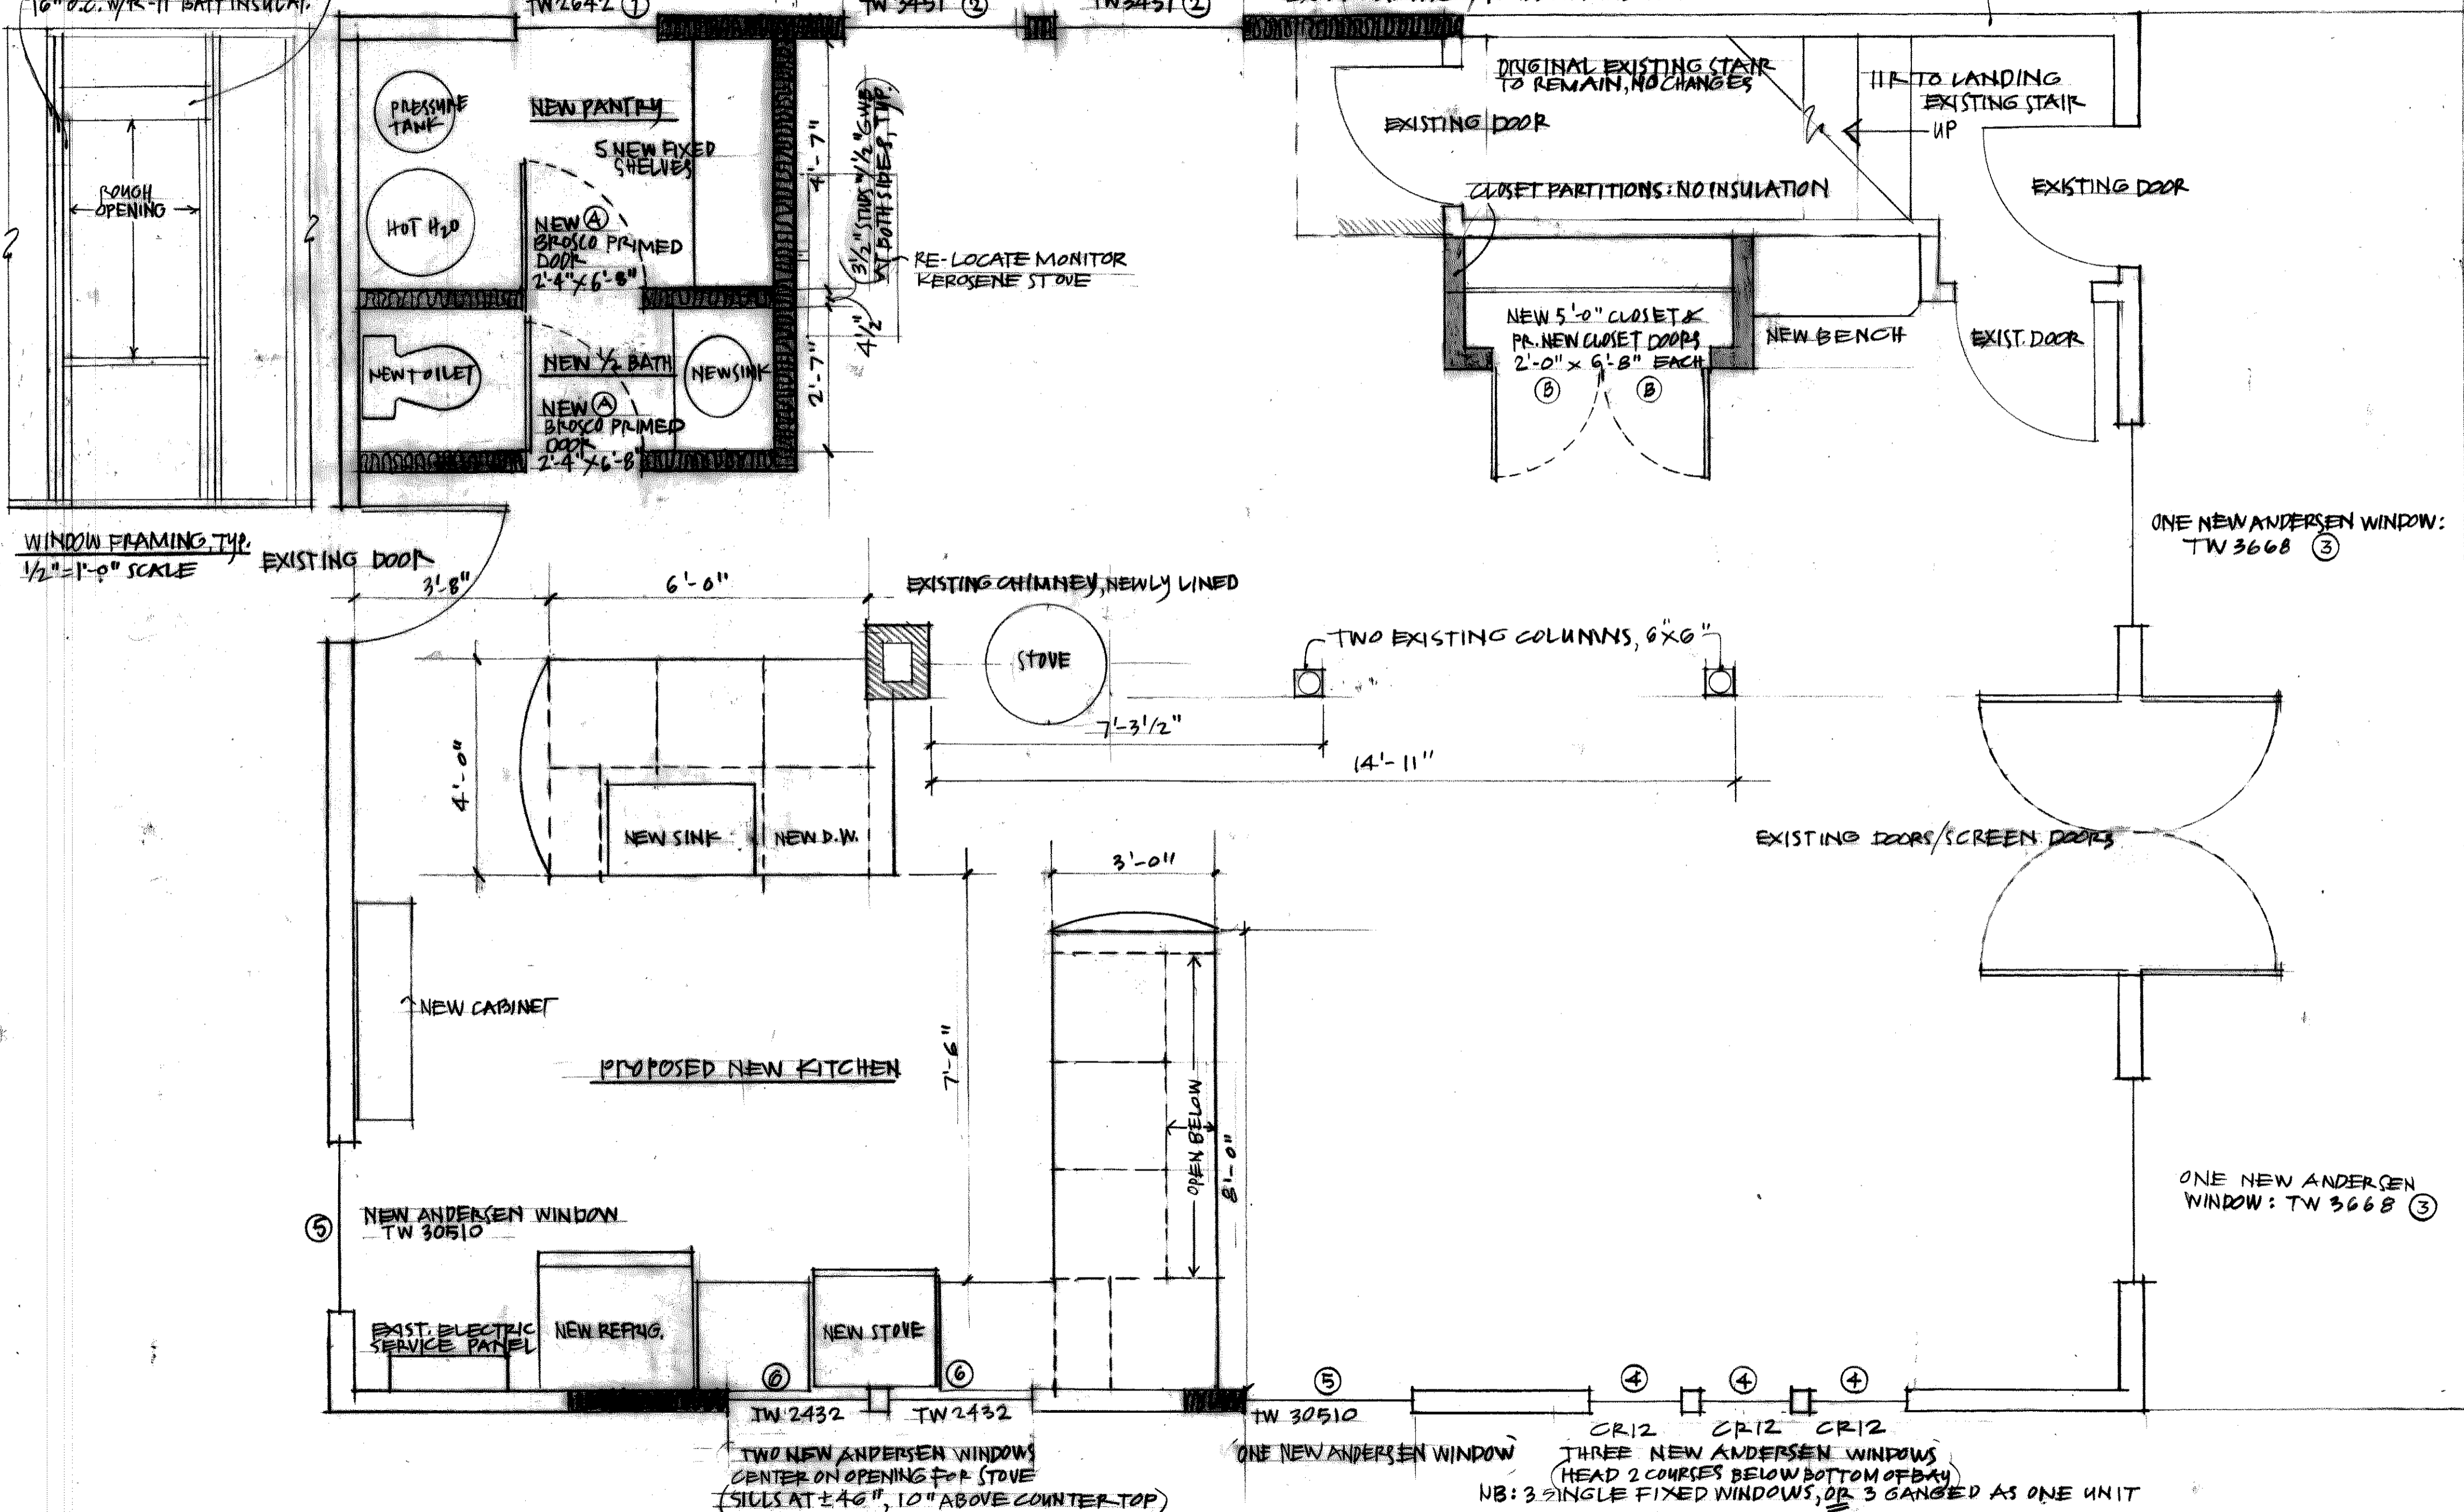 16" O.C. W/R-11 BATT INSULAT.
TW 2642 ①
TW 3451 ②
TW 3451 ②
ROUGH
OPENING
WINDOW FRAMING, TYP.
1/2"=1'-0" SCALE
PRESSURE
TANK
NEW PANTRY
5 NEW FIXED
SHELVES
HOT H2O
NEW Ⓐ
BROSCO PRIMED
DOOR
2'-4" X 6'-8"
4'-7"
(3 1/2" STUDS W/ 1/2" GWB
AT BOTH SIDES, TYP.)
4 1/2"
2'-7"
RE-LOCATE MONITOR
KEROSENE STOVE
NEW TOILET
NEW 1/2 BATH
NEW SINK
NEW Ⓐ
BROSCO PRIMED
DOOR
2'-4" X 6'-8"
ORIGINAL EXISTING STAIR
TO REMAIN, NO CHANGES
11R TO LANDING
EXISTING STAIR
UP
EXISTING DOOR
EXISTING DOOR
CLOSET PARTITIONS: NO INSULATION
NEW 5'-0" CLOSET &
PR. NEW CLOSET DOORS
2'-0" x 6'-8" EACH
Ⓑ Ⓑ
NEW BENCH
EXIST. DOOR
ONE NEW ANDERSEN WINDOW:
TW 3668 ③
EXISTING DOOR
3'-8"
6'-0"
EXISTING CHIMNEY, NEWLY LINED
STOVE
TWO EXISTING COLUMNS, 6"X6"
7'-3 1/2"
14'-11"
4'-0"
NEW SINK
NEW D.W.
EXISTING DOORS/SCREEN DOORS
3'-0"
NEW CABINET
PROPOSED NEW KITCHEN
7'-6"
OPEN BELOW
8'-0"
ONE NEW ANDERSEN
WINDOW: TW 3668 ③
⑤
NEW ANDERSEN WINDOW
TW 30510
EXIST. ELECTRIC
SERVICE PANEL
NEW REFRIG.
NEW STOVE
⑥ ⑥
TW 2432
TW 2432
TWO NEW ANDERSEN WINDOWS
CENTER ON OPENING FOR STOVE
(SILLS AT ±46", 10" ABOVE COUNTER TOP)
⑤
TW 30510
ONE NEW ANDERSEN WINDOW
④ ④ ④
CR12 CR12 CR12
THREE NEW ANDERSEN WINDOWS
(HEAD 2 COURSES BELOW BOTTOM OF BAY)
NB: 3 SINGLE FIXED WINDOWS, OR 3 GANGED AS ONE UNIT